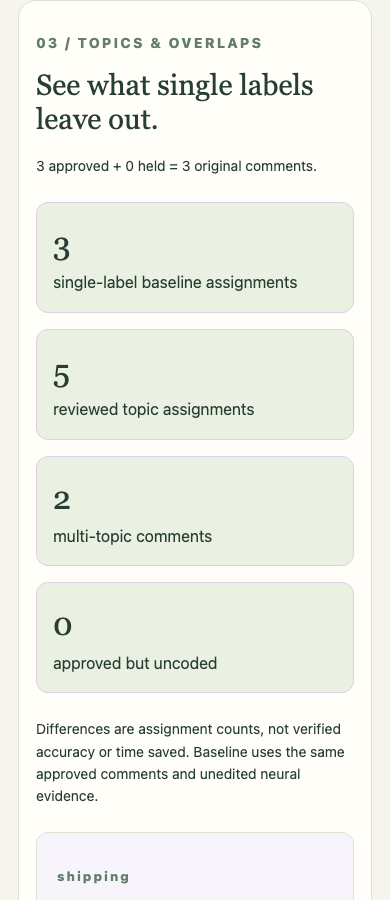 03 / TOPICS & OVERLAPS
See what single labels
leave out.
3 approved + 0 held = 3 original comments.
3
single-label baseline assignments
5
reviewed topic assignments
2
multi-topic comments
0
approved but uncoded
Differences are assignment counts, not verified
accuracy or time saved. Baseline uses the same
approved comments and unedited neural
evidence.
shipping